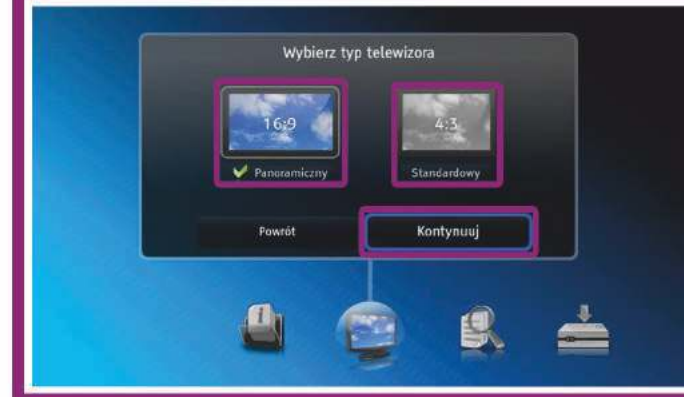 Wybierz typ telewizora
16:9
4:3
Panoramiczny
Standardowy
Powrót
Kontynuuj